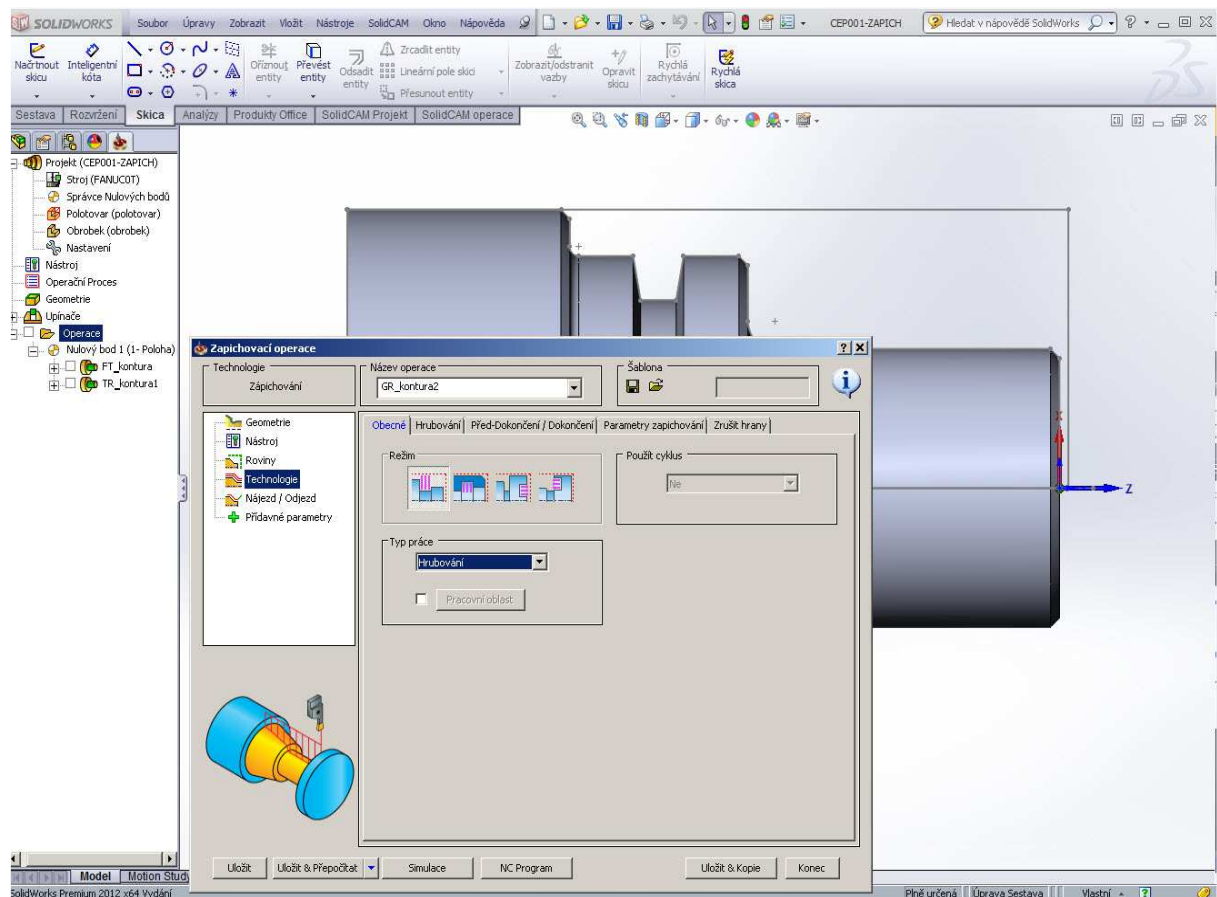 SOLIDWORKS Soubor Úpravy Zobrazit Vložit Nástroje SolidCAM Okno Nápověda CEP001-ZAPICH Hledat v nápovědě SolidWorks
Načrtnout skicu
Inteligentní kóta
Oříznout entity
Převést entity
Odsadit entity
Zrcadlit entity
Lineární pole skici
Přesunout entity
Zobrazit/odstranit vazby
Opravit skicu
Rychlá zachytávání
Rychlá skica
Sestava Rozvržení Skica Analýzy Produkty Office SolidCAM Projekt SolidCAM operace
Projekt (CEP001-ZAPICH)
Stroj (FANUC0T)
Správce Nulových bodů
Polotovar (polotovar)
Obrobek (obrobek)
Nastavení
Nástroj
Operační Proces
Geometrie
Upínače
Operace
Nulový bod 1 (1- Poloha)
FT_kontura
TR_kontura1
Zapichovací operace
Technologie
Zápichování
Název operace
GR_kontura2
Šablona
Geometrie
Nástroj
Roviny
Technologie
Nájezd / Odjezd
Přídavné parametry
Obecné Hrubování Před-Dokončení / Dokončení Parametry zapichování Zrušit hrany
Režim
Použít cyklus
Ne
Typ práce
Hrubování
Pracovní oblast
X
Z
Uložit Uložit & Přepočítat Simulace NC Program Uložit & Kopie Konec
Model Motion Study
SolidWorks Premium 2012 x64 Vydání Plně určená Úprava Sestava Vlastní